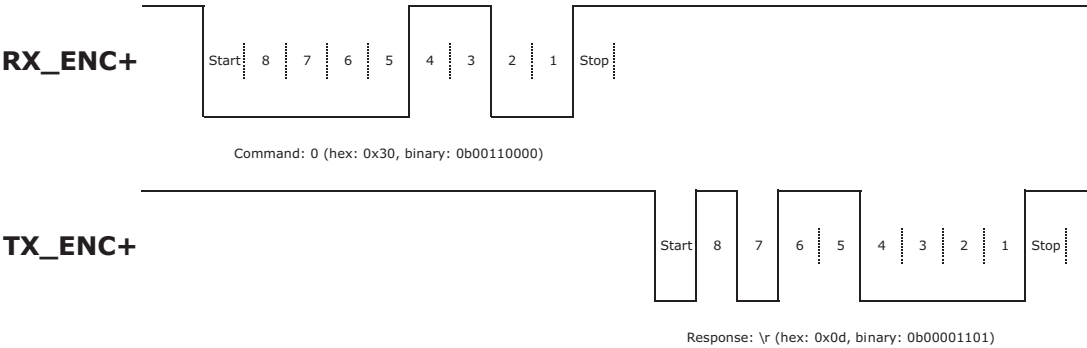 RX_ENC+ Start 8 7 6 5 4 3 2 1 Stop
Command: 0 (hex: 0x30, binary: 0b00110000)
TX_ENC+ Start 8 7 6 5 4 3 2 1 Stop
Response: \r (hex: 0x0d, binary: 0b00001101)